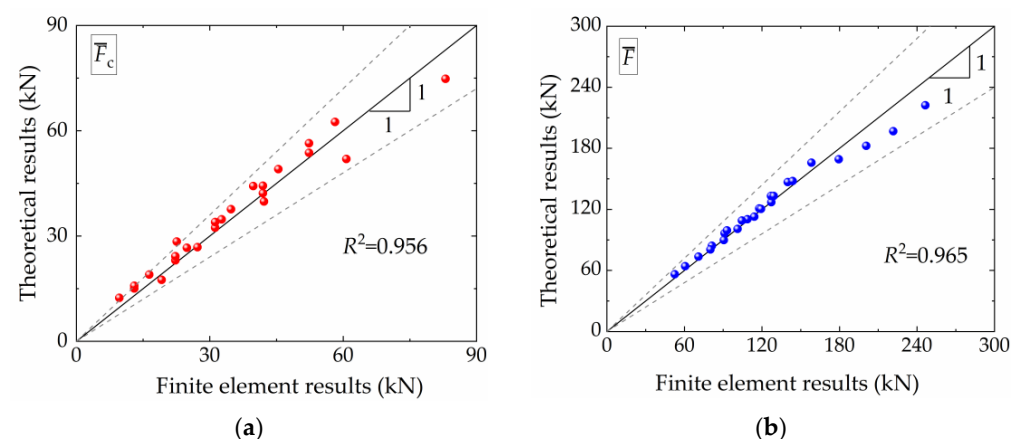 90
60
30
0
Theoretical results (kN)
F̅c
1
1
R²=0.956
0 30 60 90
Finite element results (kN)
(a)
300
240
180
120
60
0
Theoretical results (kN)
F̅
1
1
R²=0.965
0 60 120 180 240 300
Finite element results (kN)
(b)